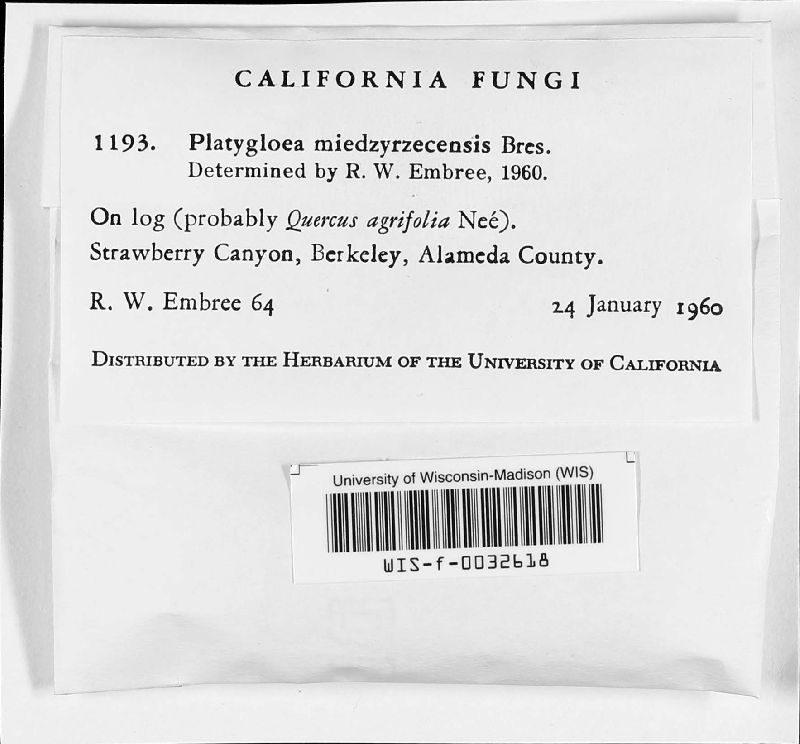 CALIFORNIA FUNGI
1193. Platygloea miedzyrzecensis Bres.
Determined by R. W. Embree, 1960.
On log (probably Quercus agrifolia Neé).
Strawberry Canyon, Berkeley, Alameda County.
R. W. Embree 64 24 January 1960
DISTRIBUTED BY THE HERBARIUM OF THE UNIVERSITY OF CALIFORNIA
University of Wisconsin-Madison (WIS)
WIS-f-0032618